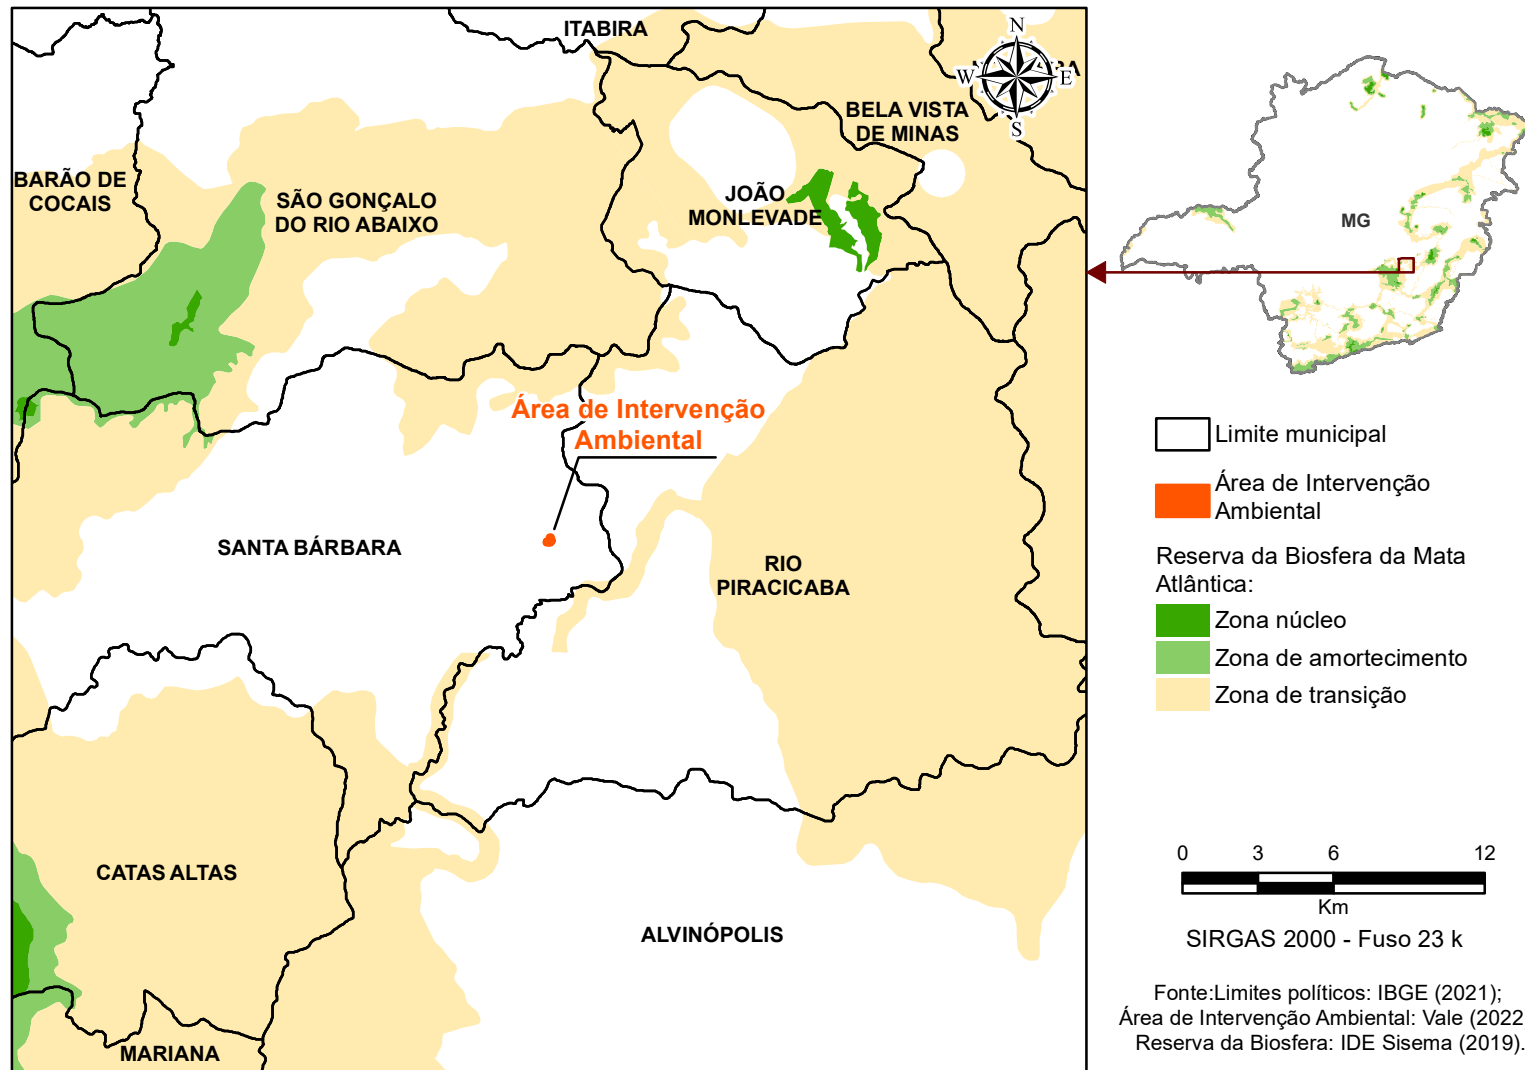 ITABIRA
N
W
E
S
BELA VISTA
DE MINAS
BARÃO DE
COCAIS
SÃO GONÇALO
DO RIO ABAIXO
JOÃO
MONLEVADE
MG
Área de Intervenção
Ambiental
SANTA BÁRBARA
RIO
PIRACICABA
CATAS ALTAS
ALVINÓPOLIS
MARIANA
Limite municipal
Área de Intervenção
Ambiental
Reserva da Biosfera da Mata
Atlântica:
Zona núcleo
Zona de amortecimento
Zona de transição
0 3 6 12
Km
SIRGAS 2000 - Fuso 23 k
Fonte:Limites políticos: IBGE (2021);
Área de Intervenção Ambiental: Vale (2022
Reserva da Biosfera: IDE Sisema (2019).